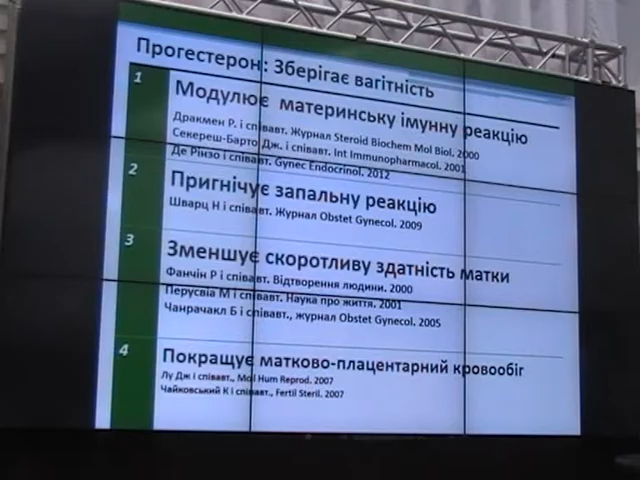 Прогестерон: Зберігає вагітність
1
Модулює материнську імунну реакцію
Дракмен Р. і співавт. Журнал Steroid Biochem Mol Biol. 2000
Секереш-Барто Дж. і співавт. Int Immunopharmacol. 2001
Де Рінзо і співавт. Gynec Endocrinol. 2012
2
Пригнічує запальну реакцію
Шварц Н і співавт. Журнал Obstet Gynecol. 2009
3
Зменшує скоротливу здатність матки
Фанчін Р і співавт. Відтворення людини. 2000
Перусвіа М і співавт. Наука про життя. 2001
Чанрачакл Б і співавт., журнал Obstet Gynecol. 2005
4
Покращує матково-плацентарний кровообіг
Лу Дж і співавт., Mol Hum Reprod. 2007
Чайковський К і співавт., Fertil Steril. 2007